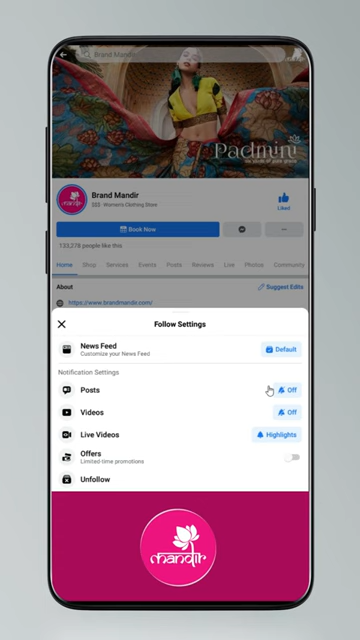 Brand Mandir
Padmini
mandir
Brand Mandir
Women's Clothing Store
Liked
Book Now
133,278 people like this
Home Shop Services Events Posts Reviews Live Photos Community
About Suggest Edits
https://www.brandmandir.com/
Follow Settings
News Feed
Customize your News Feed
Default
Notification Settings
Posts Off
Videos Off
Live Videos Highlights
Offers
Limited-time promotions
Unfollow
mandir